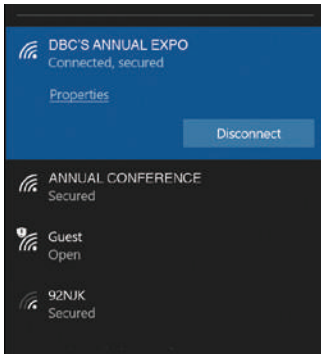 DBC'S ANNUAL EXPO
Connected, secured
Properties
Disconnect
ANNUAL CONFERENCE
Secured
Guest
Open
92NJK
Secured